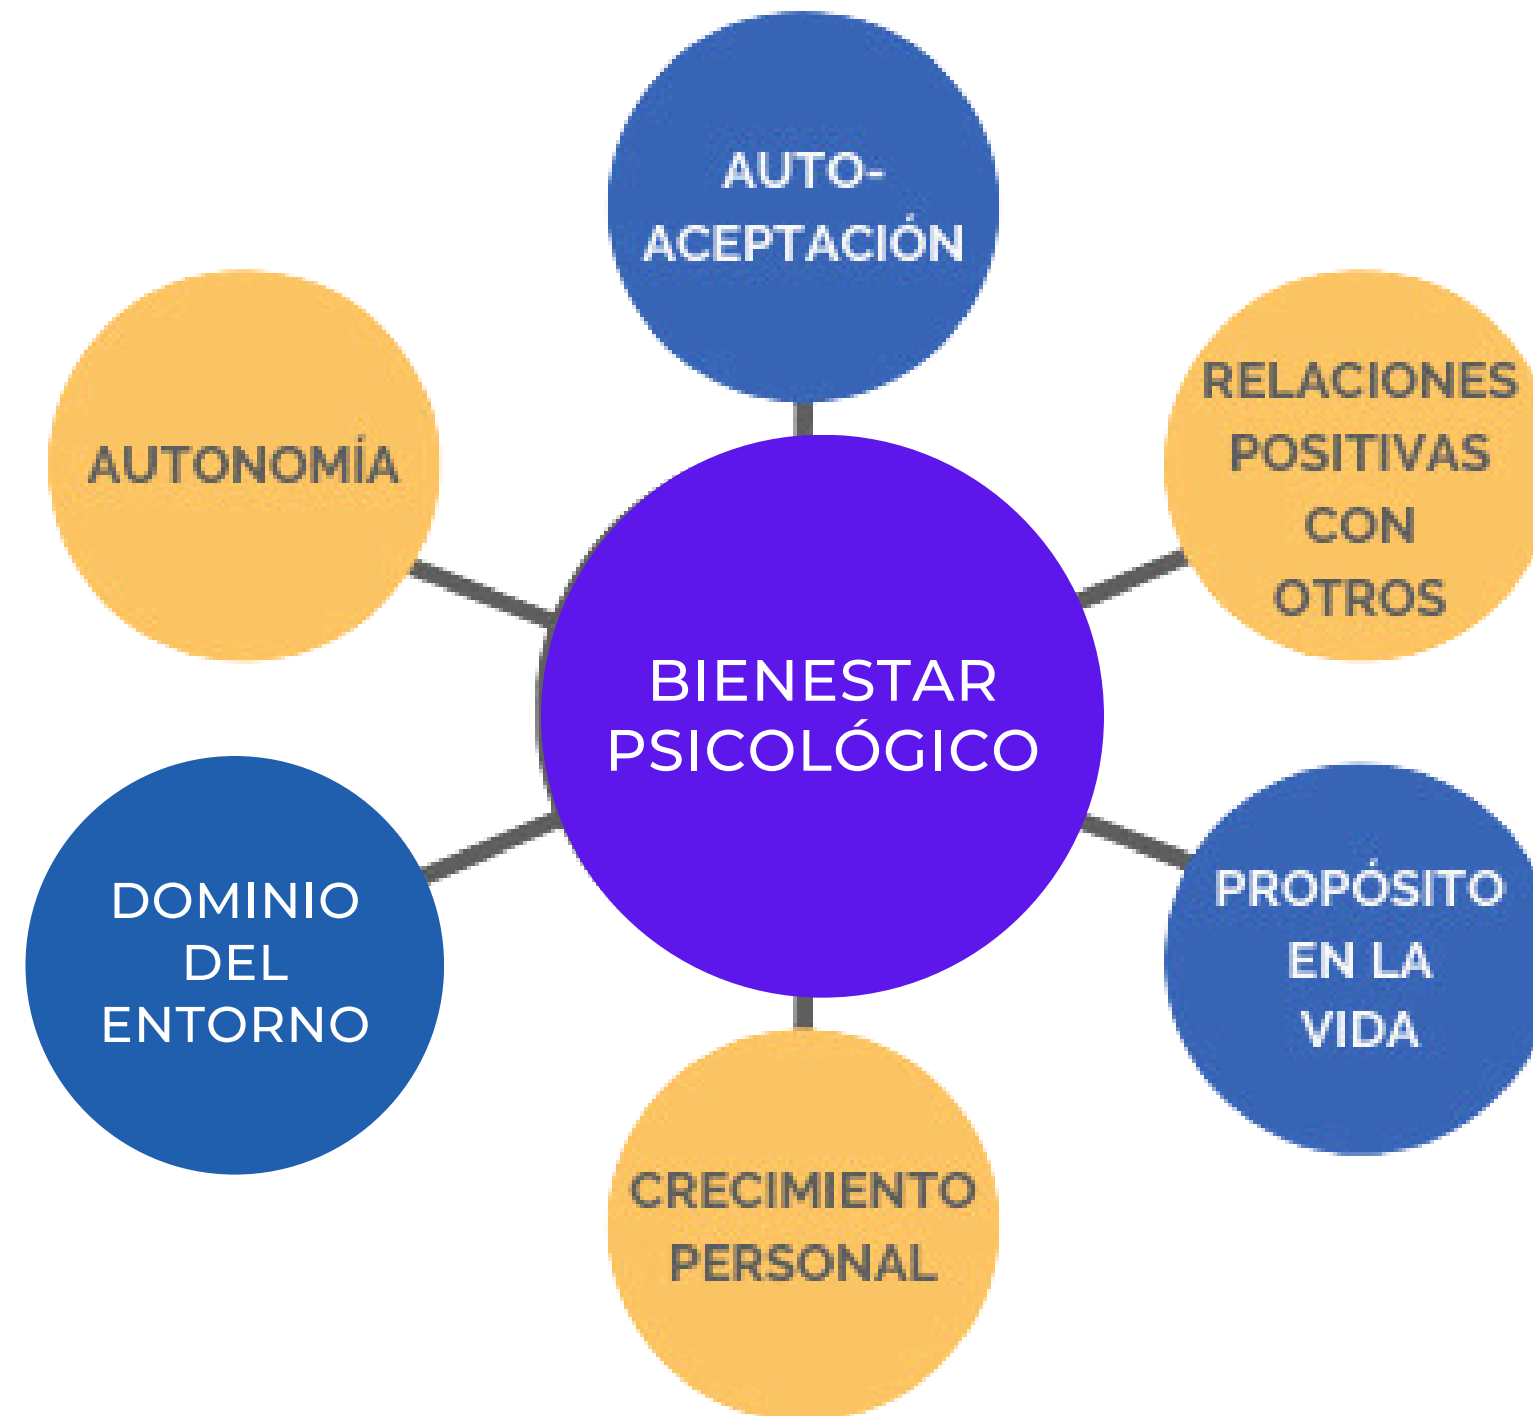 AUTO-
ACEPTACIÓN
RELACIONES
POSITIVAS
CON
OTROS
AUTONOMÍA
BIENESTAR
PSICOLÓGICO
PROPÓSITO
EN LA
VIDA
DOMINIO
DEL
ENTORNO
CRECIMIENTO
PERSONAL